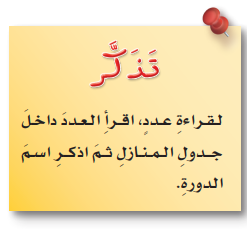 تَذَكَّر
لقراءةِ عددٍ، اقرأِ العددَ داخلَ
جدولِ المنازلِ ثمَ اذكرِ اسمَ
الدورةِ.